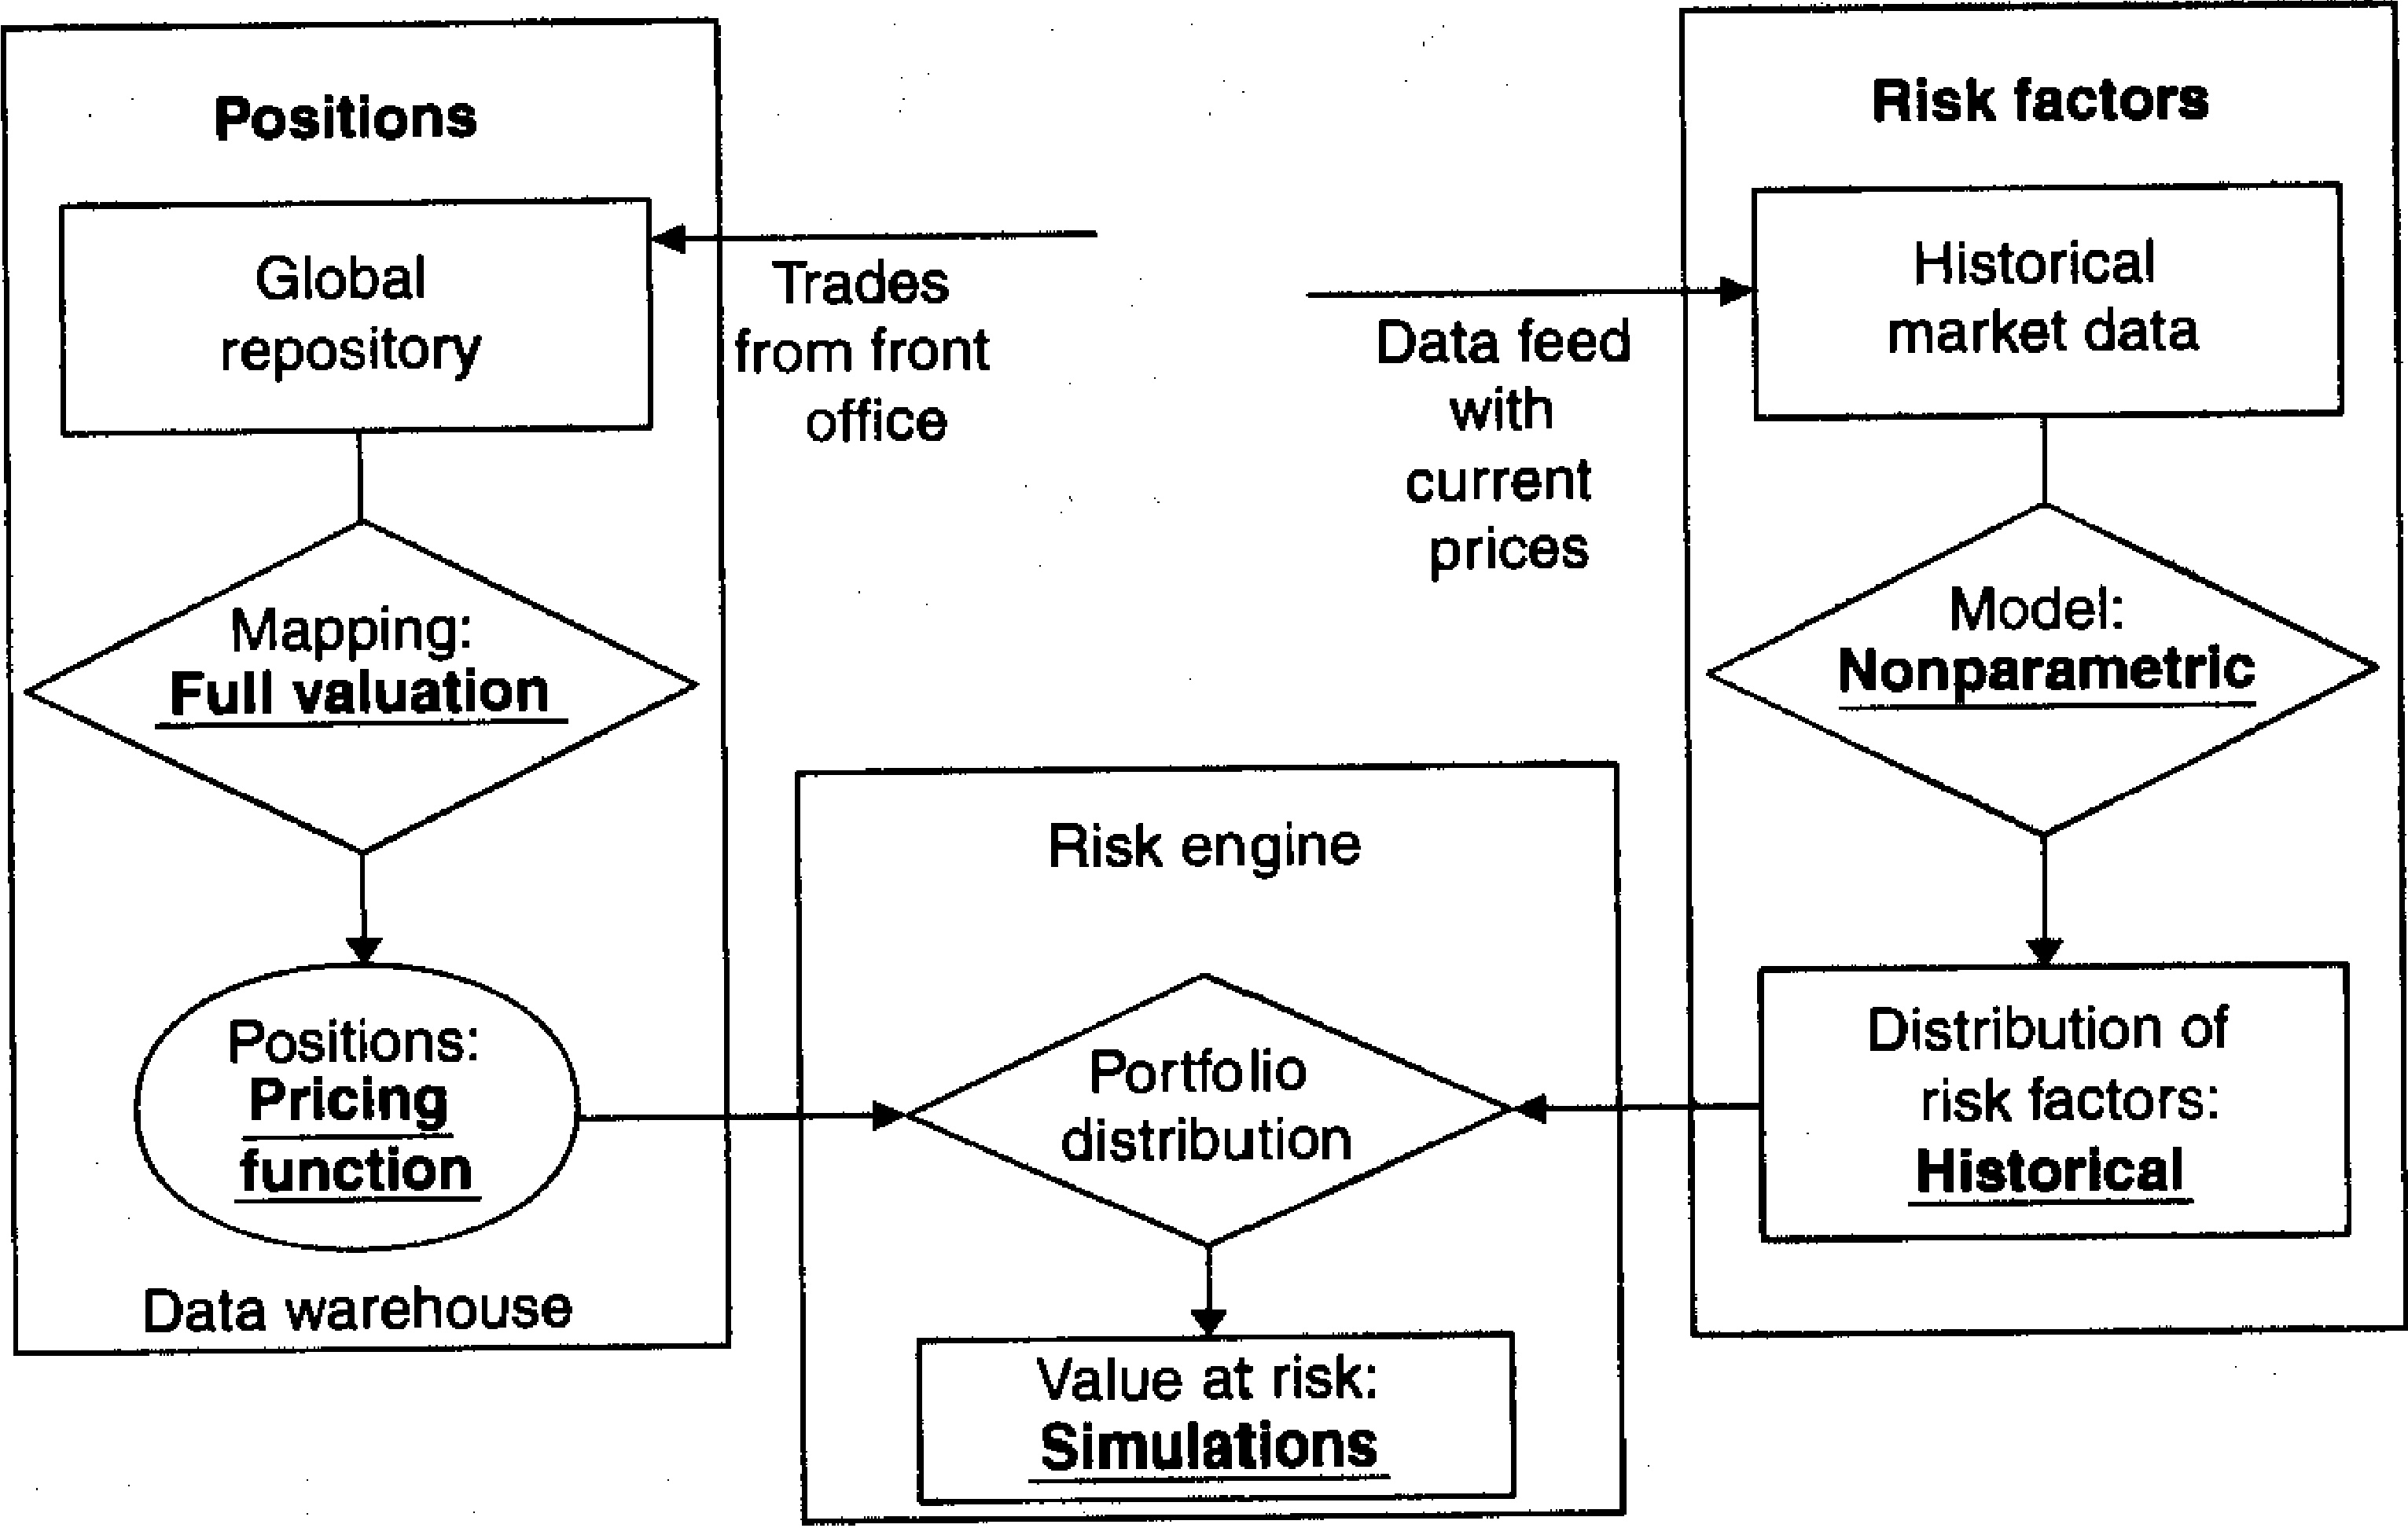 Positions
Global
repository
Trades
from front
office
Mapping:
Full valuation
Positions:
Pricing
function
Data warehouse
Risk factors
Historical
market data
Data feed
with
current
prices
Model:
Nonparametric
Distribution of
risk factors:
Historical
Risk engine
Portfolio
distribution
Value at risk:
Simulations